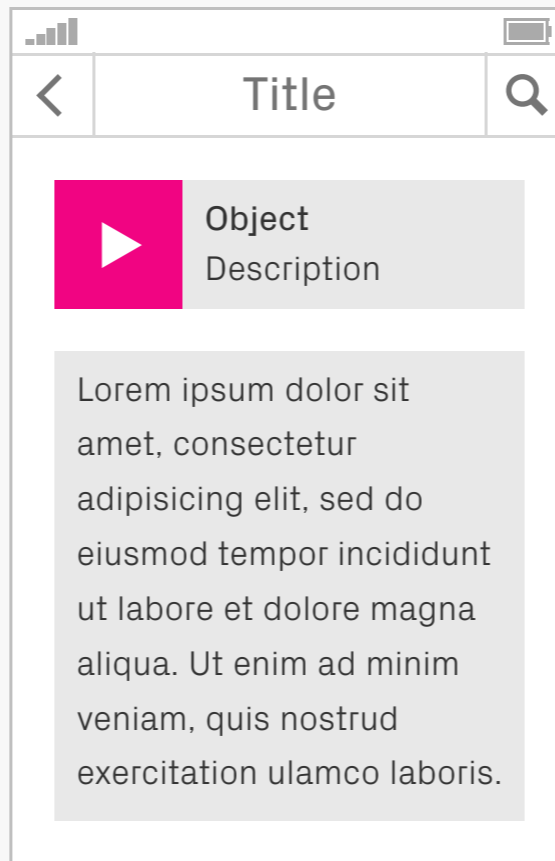 Title
Object
Description
Lorem ipsum dolor sit
amet, consectetur
adipisicing elit, sed do
eiusmod tempor incididunt
ut labore et dolore magna
aliqua. Ut enim ad minim
veniam, quis nostrud
exercitation ulamco laboris.